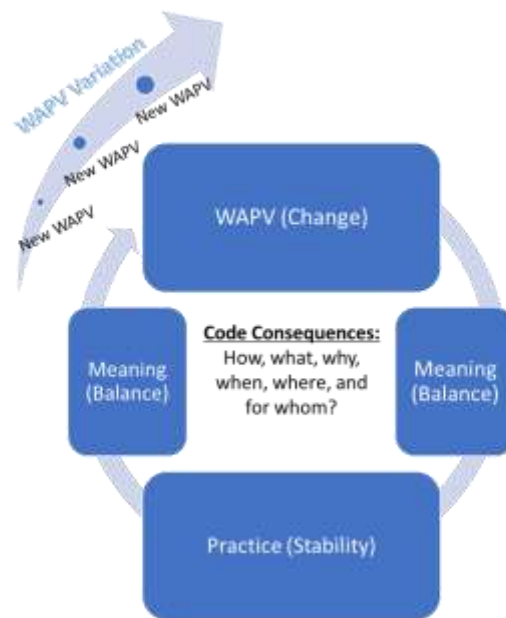 WAPV Variation
New WAPV
New WAPV
New WAPV
WAPV (Change)
Code Consequences:
How, what, why,
when, where, and
for whom?
Meaning
(Balance)
Meaning
(Balance)
Practice (Stability)